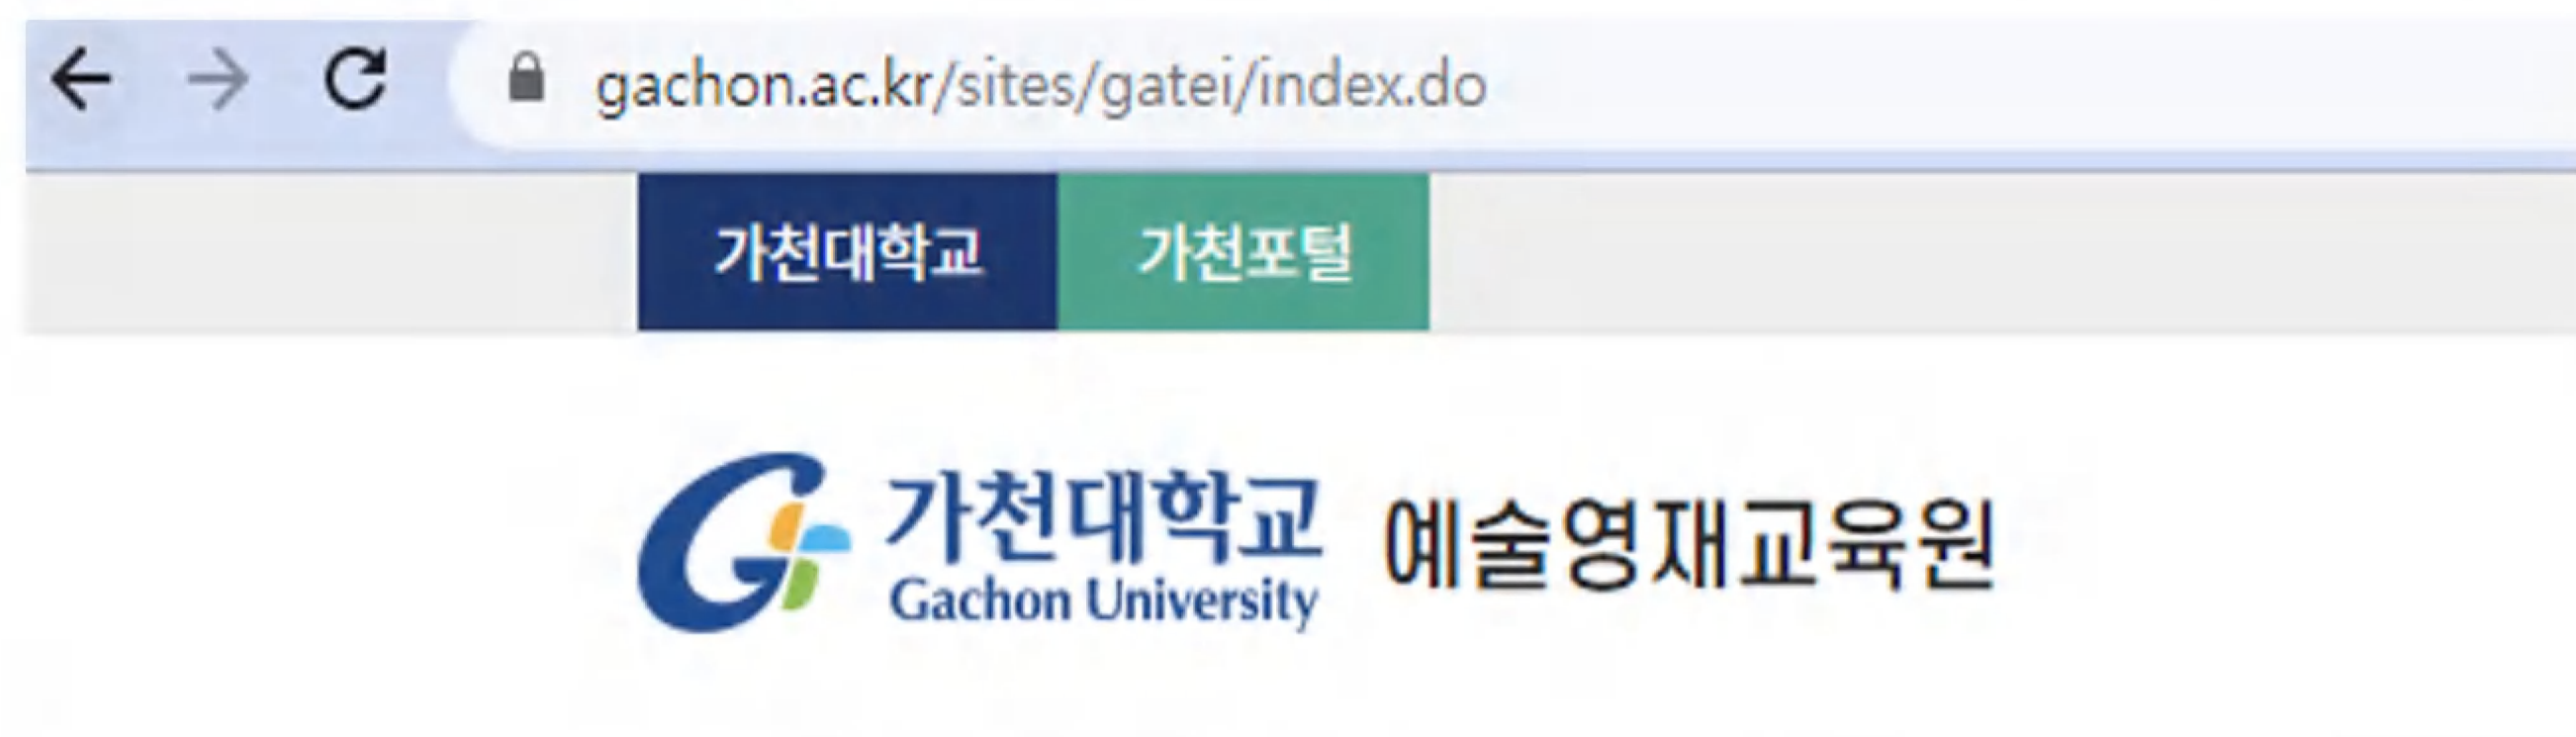 gachon.ac.kr/sites/gatei/index.do
가천대학교 가천포털
가천대학교 예술영재교육원
Gachon University